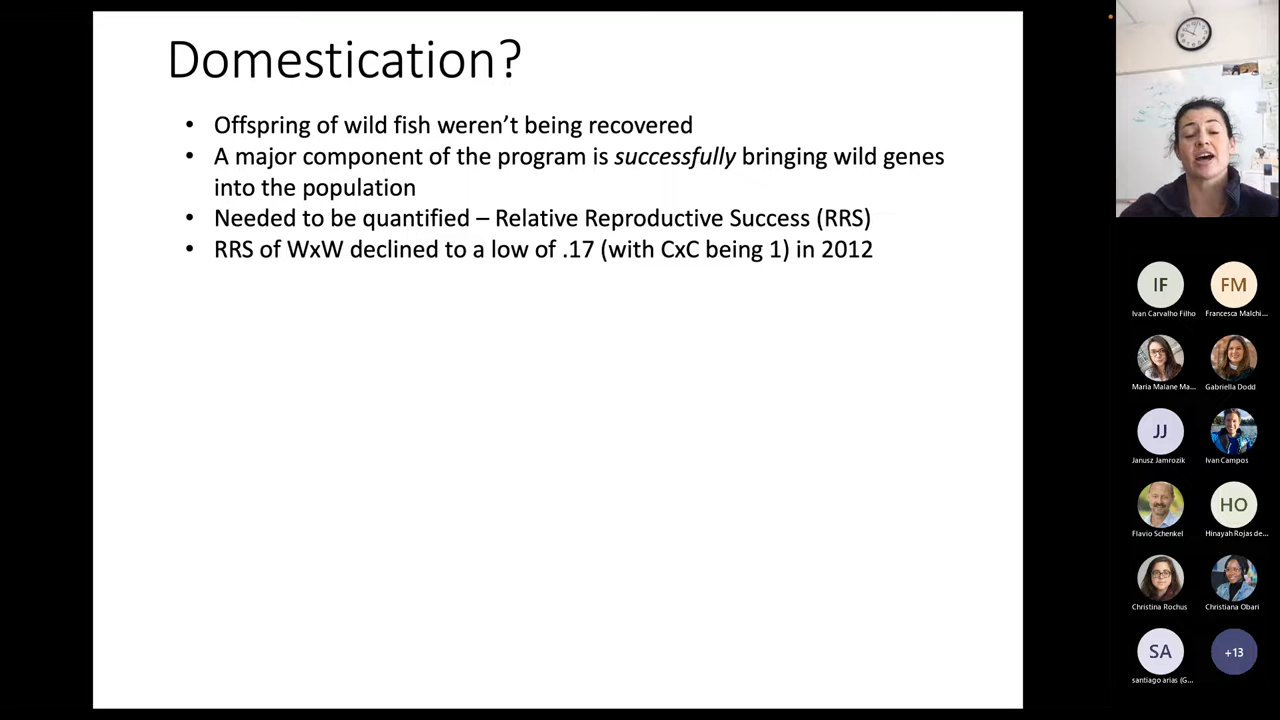 Domestication?
• Offspring of wild fish weren't being recovered
• A major component of the program is successfully bringing wild genes
into the population
• Needed to be quantified – Relative Reproductive Success (RRS)
• RRS of WxW declined to a low of .17 (with CxC being 1) in 2012
IF
FM
Ivan Carvalho Filho
Francesca Malchi...
Maria Malane Ma...
Gabriella Dodd
JJ
Janusz Jamrozik
Ivan Campos
HO
Flavio Schenkel
Hinayah Rojas de...
Christina Rochus
Christiana Obari
SA
+13
santiago arias (G...